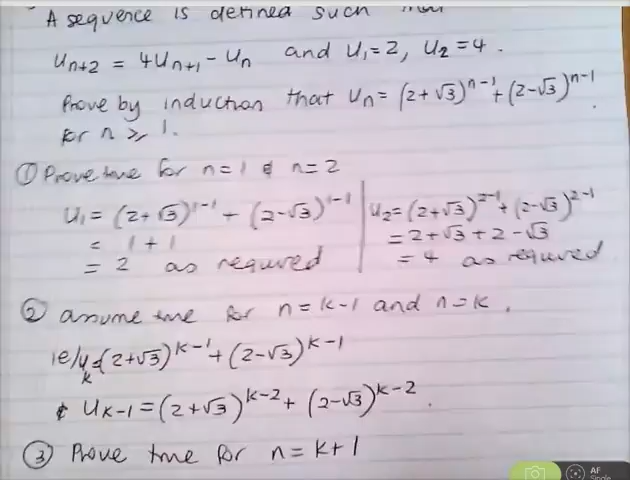 A sequence is defined such that
Uₙ₊₂ = 4Uₙ₊₁ - Uₙ and U₁=2, U₂=4.
Prove by induction that Uₙ = (2+√3)ⁿ⁻¹+(2-√3)ⁿ⁻¹
for n ≥ 1.
① Prove true for n=1 & n=2
U₁ = (2+√3)¹⁻¹ + (2-√3)¹⁻¹
= 1 + 1
= 2 as required
U₂=(2+√3)²⁻¹+(2-√3)²⁻¹
= 2+√3+2-√3
= 4 as required
② assume true for n=k-1 and n=k.
ie/ Uₖ=(2+√3)ᵏ⁻¹+(2-√3)ᵏ⁻¹
& Uₖ₋₁=(2+√3)ᵏ⁻²+(2-√3)ᵏ⁻².
③ Prove true for n=k+1
AF
Single